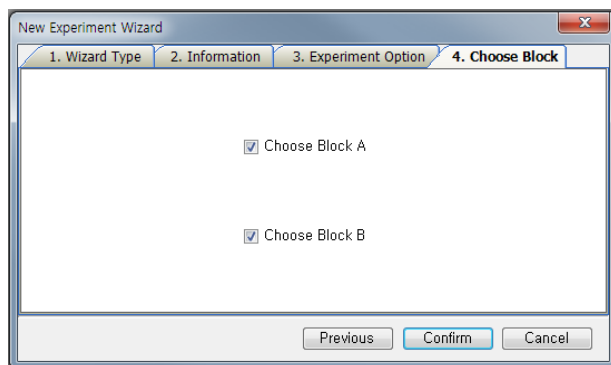 New Experiment Wizard
1. Wizard Type 2. Information 3. Experiment Option 4. Choose Block
Choose Block A
Choose Block B
Previous Confirm Cancel